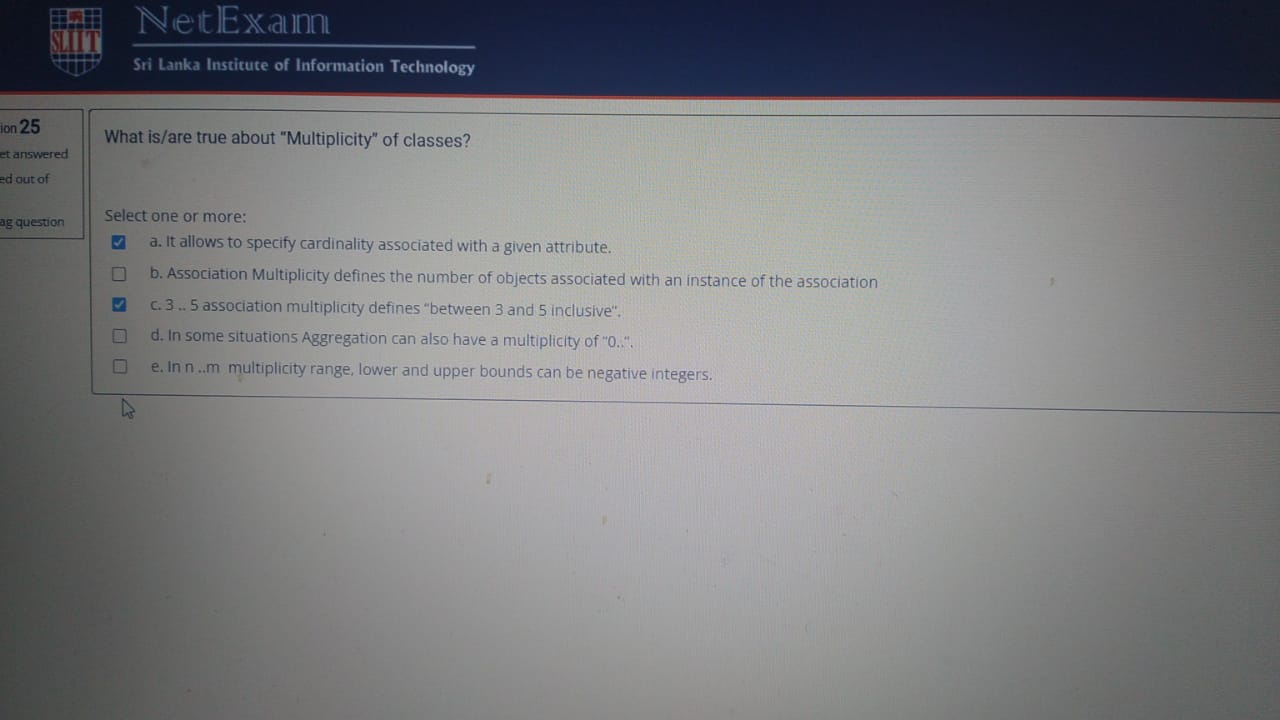 SLIIT
NetExam
Sri Lanka Institute of Information Technology
ion 25
et answered
ed out of
ag question
What is/are true about "Multiplicity" of classes?
Select one or more:
a. It allows to specify cardinality associated with a given attribute.
b. Association Multiplicity defines the number of objects associated with an instance of the association
c. 3 .. 5 association multiplicity defines "between 3 and 5 inclusive".
d. In some situations Aggregation can also have a multiplicity of "0..".
e. In n ..m multiplicity range, lower and upper bounds can be negative integers.